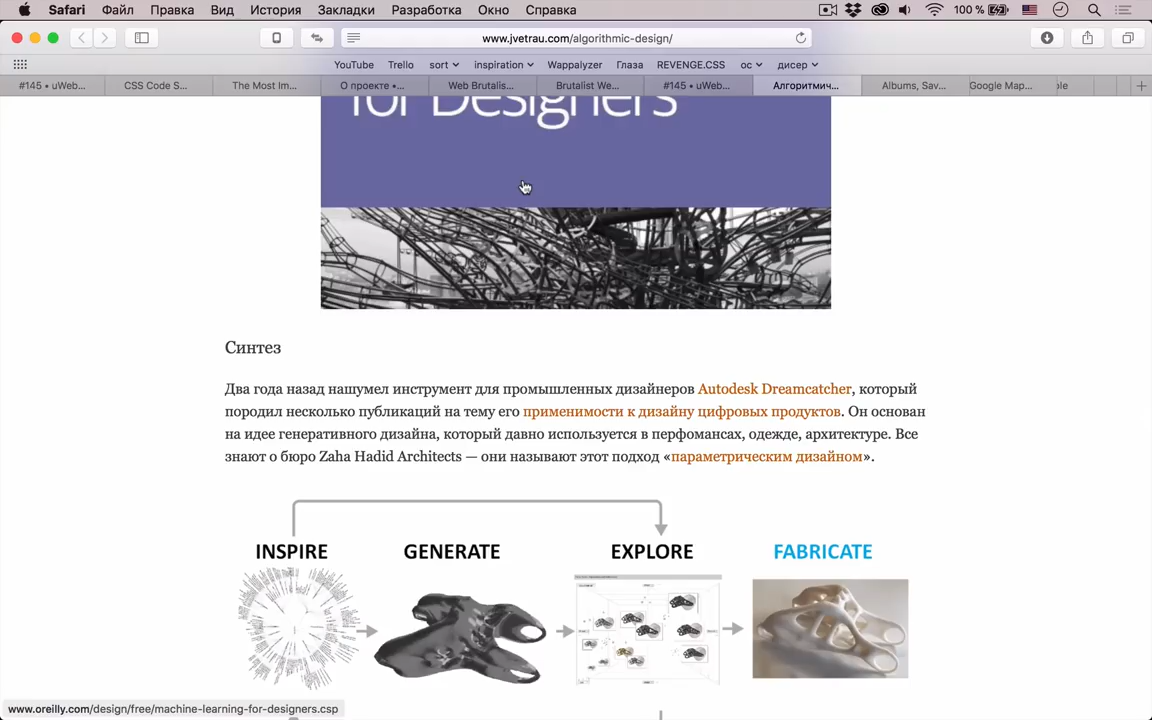 Safari Файл Правка Вид История Закладки Разработка Окно Справка 100 %
www.jvetrau.com/algorithmic-design/
YouTube Trello sort inspiration Wappalyzer Глаза REVENGE.CSS ос дисер
#145 • uWeb... CSS Code S... The Most Im... О проекте •... Web Brutalis... Brutalist We... #145 • uWeb... Алгоритмич... Albums, Sav... Google Map... ple
for Designers
Синтез
Два года назад нашумел инструмент для промышленных дизайнеров Autodesk Dreamcatcher, который
породил несколько публикаций на тему его применимости к дизайну цифровых продуктов. Он основан
на идее генеративного дизайна, который давно используется в перфомансах, одежде, архитектуре. Все
знают о бюро Zaha Hadid Architects — они называют этот подход «параметрическим дизайном».
INSPIRE GENERATE EXPLORE FABRICATE
www.oreilly.com/design/free/machine-learning-for-designers.csp